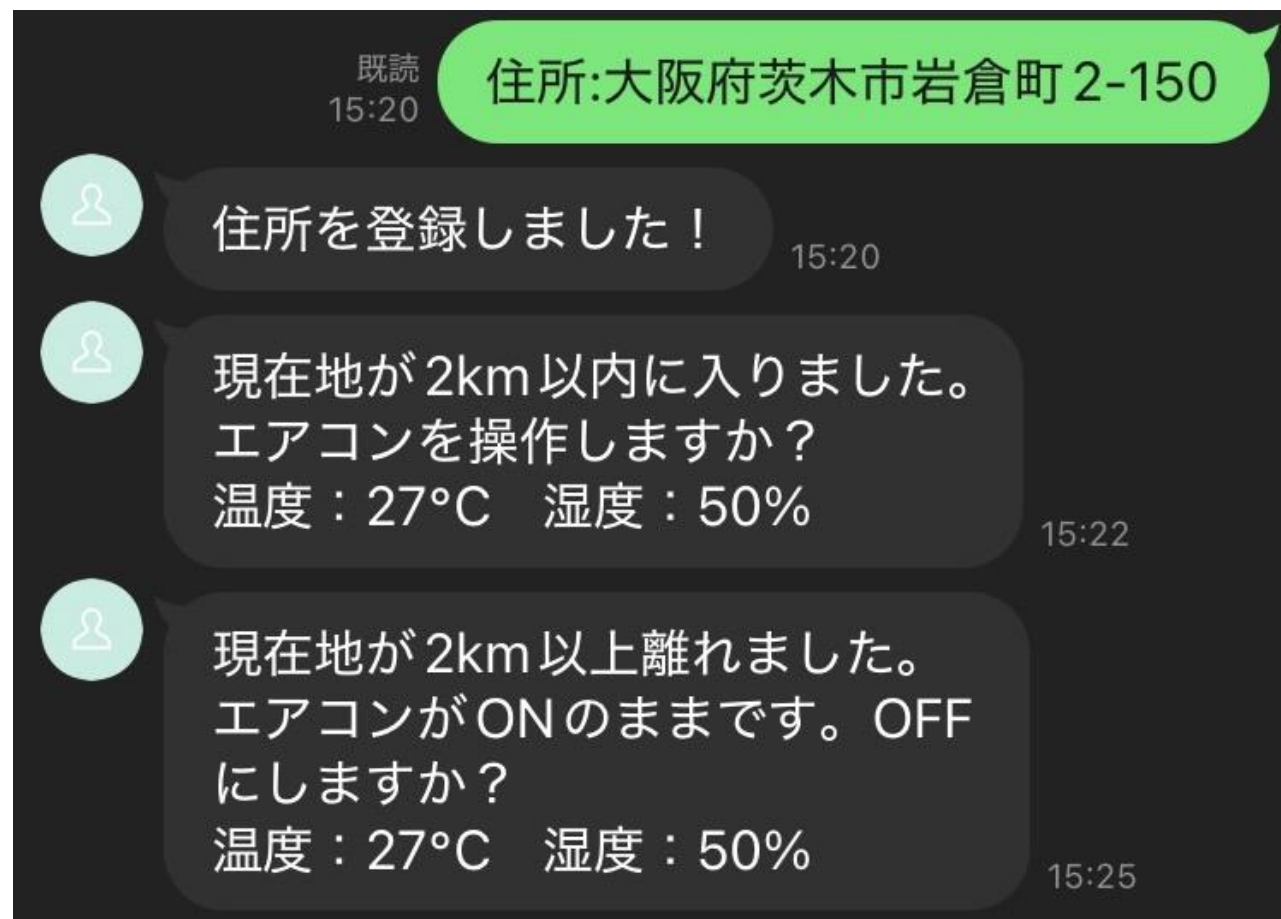 既読
15:20
住所:大阪府茨木市岩倉町2-150
住所を登録しました！
15:20
現在地が2km以内に入りました。
エアコンを操作しますか？
温度：27°C　湿度：50%
15:22
現在地が2km以上離れました。
エアコンがONのままです。OFF
にしますか？
温度：27°C　湿度：50%
15:25